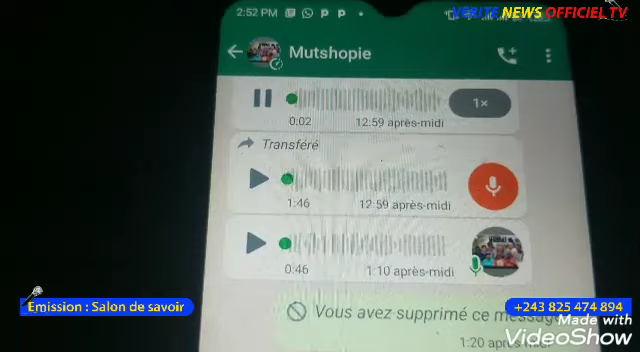 2:52 PM
VERITE NEWS OFFICIEL TV
Mutshopie
1×
0:02 12:59 après-midi
Transféré
1:46 12:59 après-midi
0:46 1:10 après-midi
Emission : Salon de savoir
+243 825 474 894
Vous avez supprimé ce message
1:20
Made with
VideoShow